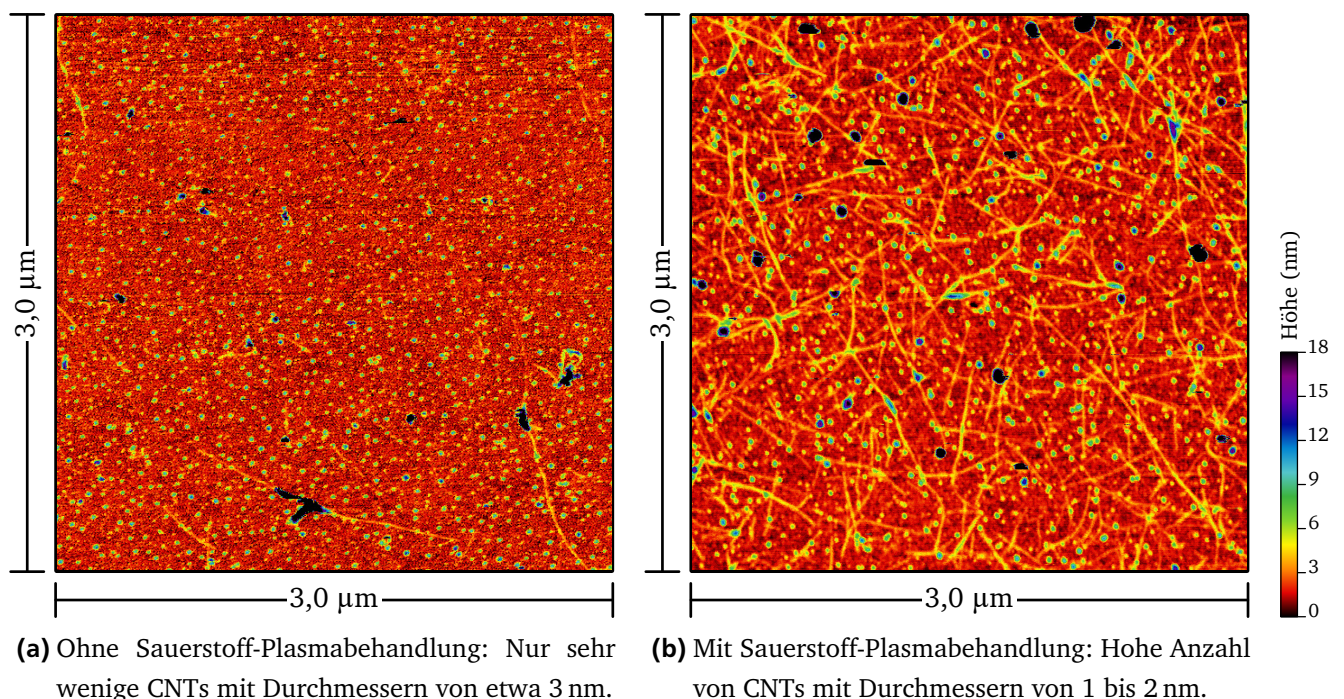 3,0 µm
3,0 µm
Höhe (nm)
18
15
12
9
6
3
0
3,0 µm
3,0 µm
(a) Ohne Sauerstoff-Plasmabehandlung: Nur sehr
wenige CNTs mit Durchmessern von etwa 3 nm.
(b) Mit Sauerstoff-Plasmabehandlung: Hohe Anzahl
von CNTs mit Durchmessern von 1 bis 2 nm.